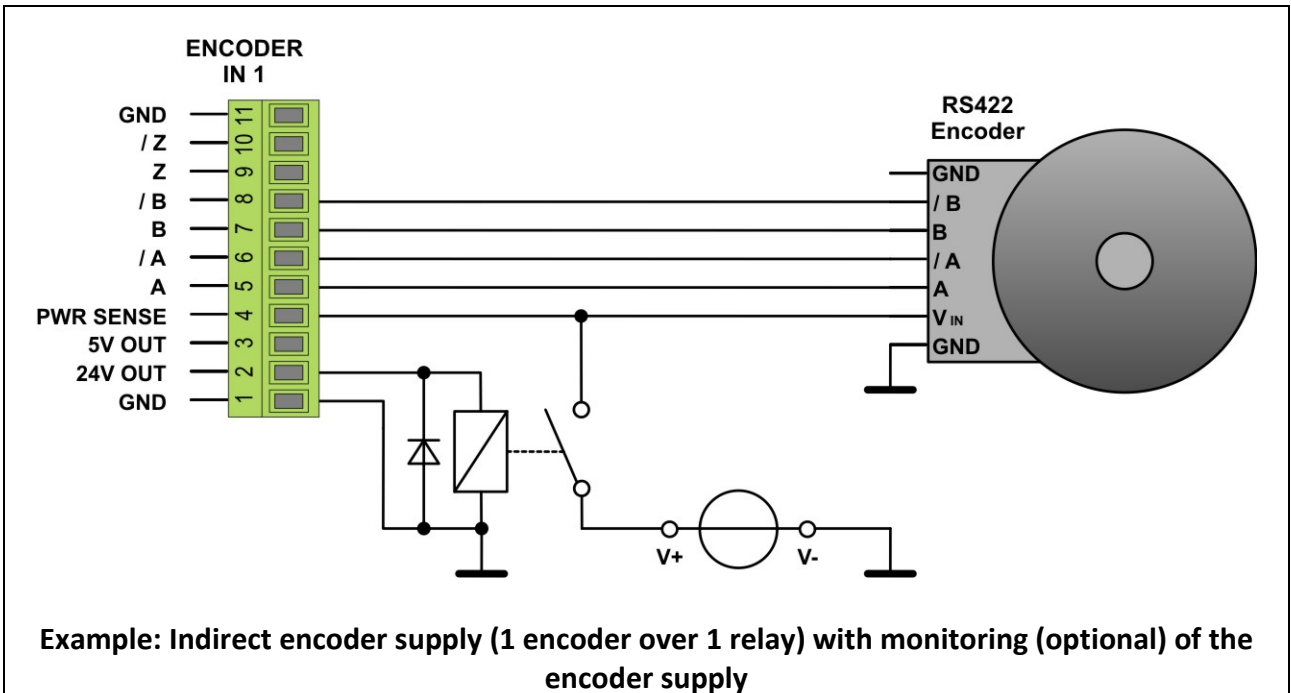 ENCODER
IN 1
GND 11
/ Z 10
Z 9
/ B 8
B 7
/ A 6
A 5
PWR SENSE 4
5V OUT 3
24V OUT 2
GND 1
RS422
Encoder
GND
/ B
B
/ A
A
V IN
GND
V+ V-
Example: Indirect encoder supply (1 encoder over 1 relay) with monitoring (optional) of the
encoder supply